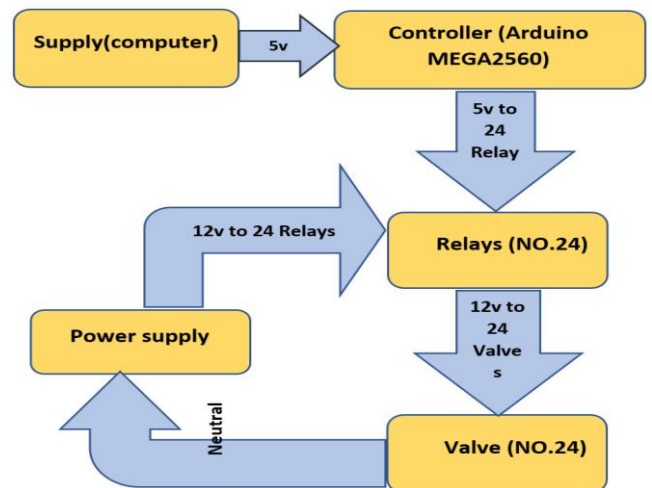 Supply(computer)
5v
Controller (Arduino
MEGA2560)
5v to
24
Relay
12v to 24 Relays
Relays (NO.24)
12v to
24
Valve
s
Power supply
Neutral
Valve (NO.24)